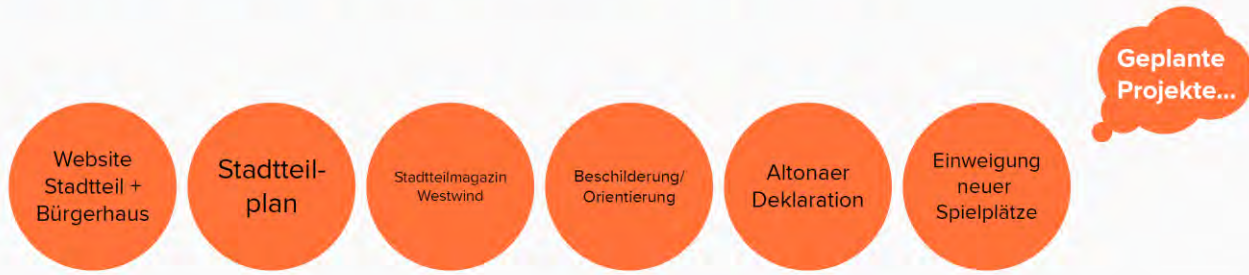 Geplante
Projekte...
Website
Stadtteil +
Bürgerhaus
Stadtteil-
plan
Stadtteilmagazin
Westwind
Beschilderung/
Orientierung
Altonaer
Deklaration
Einweigung
neuer
Spielplätze